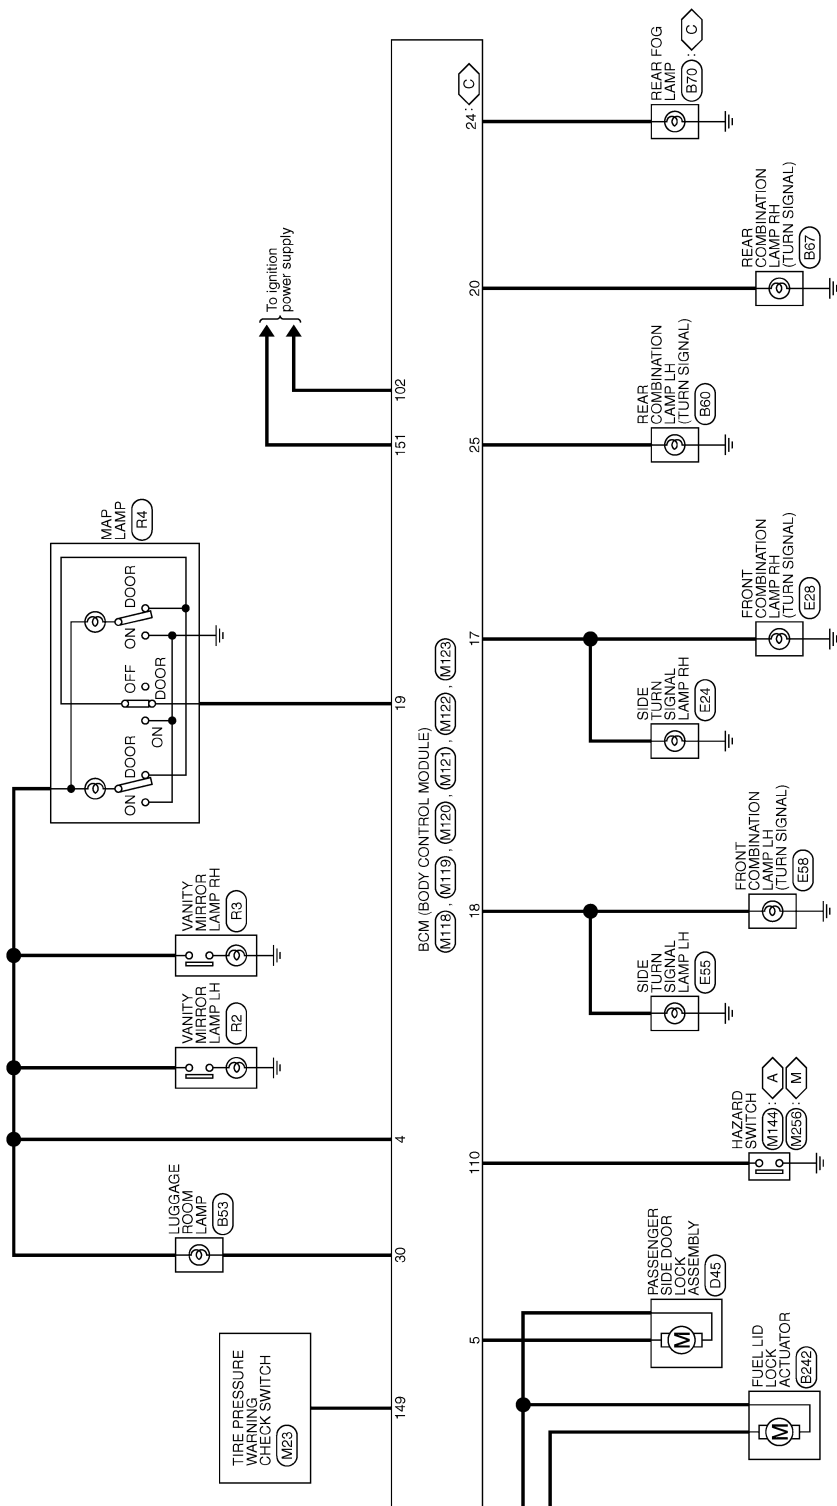 REAR FOG
LAMP
B70 : C
24: C
REAR
COMBINATION
LAMP RH
(TURN SIGNAL)
B67
20
To ignition
power supply
102
151
REAR
COMBINATION
LAMP LH
(TURN SIGNAL)
B60
25
MAP
LAMP
R4
DOOR
ON
OFF
DOOR
ON
DOOR
ON
19
FRONT
COMBINATION
LAMP RH
(TURN SIGNAL)
E28
17
SIDE
TURN
SIGNAL
LAMP RH
E24
BCM (BODY CONTROL MODULE)
M118 , M119 , M120 , M121 , M122 , M123
VANITY
MIRROR
LAMP RH
R3
VANITY
MIRROR
LAMP LH
R2
FRONT
COMBINATION
LAMP LH
(TURN SIGNAL)
E58
18
SIDE
TURN
SIGNAL
LAMP LH
E55
4
HAZARD
SWITCH
M144 : A
M256 : M
110
LUGGAGE
ROOM
LAMP
B53
30
PASSENGER
SIDE DOOR
LOCK
ASSEMBLY
D45
M
5
TIRE PRESSURE
WARNING
CHECK SWITCH
M23
149
FUEL LID
LOCK
ACTUATOR
B242
M